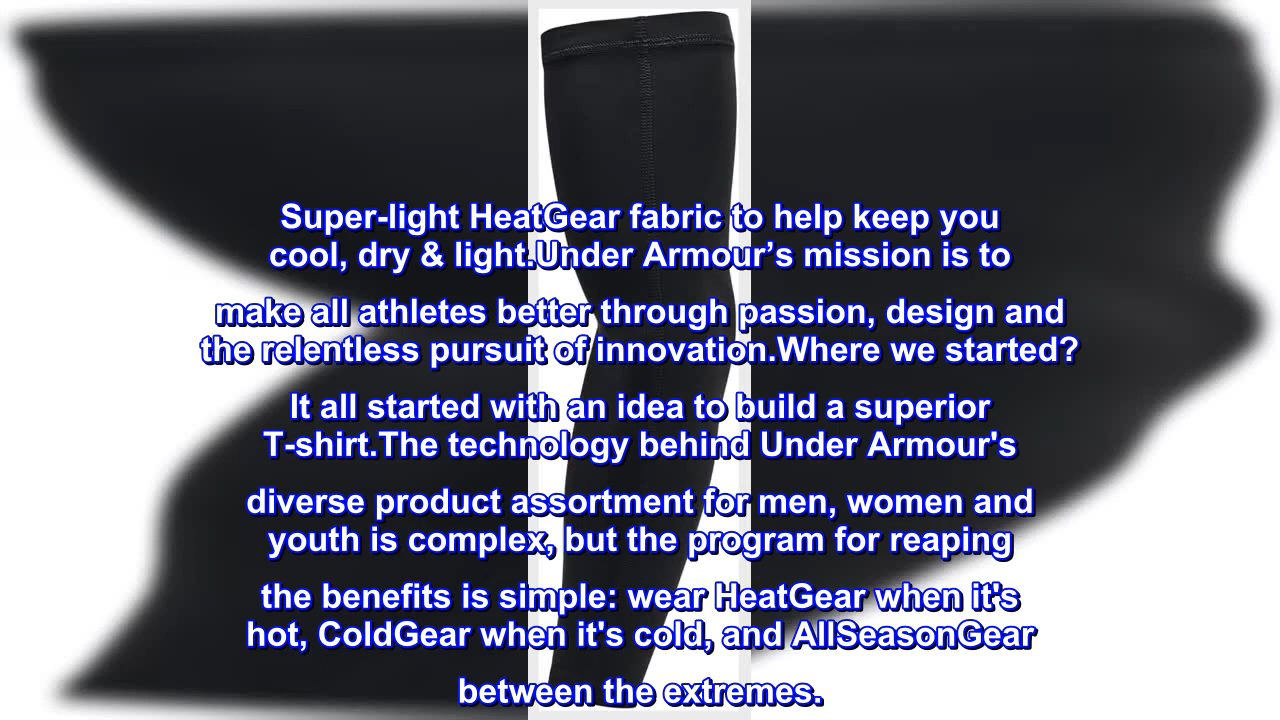 Super-light HeatGear fabric to help keep you
cool, dry & light.Under Armour’s mission is to
make all athletes better through passion, design and
the relentless pursuit of innovation.Where we started?
It all started with an idea to build a superior
T-shirt.The technology behind Under Armour's
diverse product assortment for men, women and
youth is complex, but the program for reaping
the benefits is simple: wear HeatGear when it's
hot, ColdGear when it's cold, and AllSeasonGear
between the extremes.